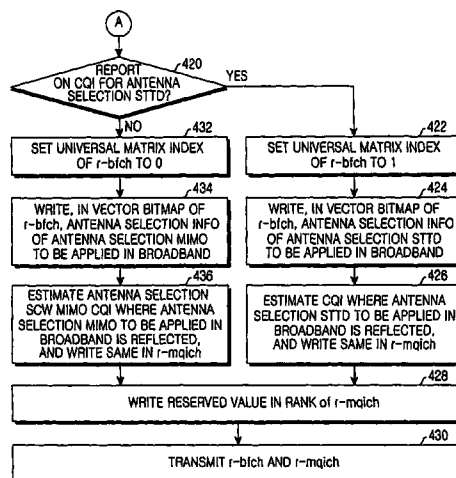 A
420
REPORT
ON CQI FOR ANTENNA
SELECTION STTD?
YES
NO
432
SET UNIVERSAL MATRIX INDEX
OF r-bfch TO 0
422
SET UNIVERSAL MATRIX INDEX
OF r-bfch TO 1
434
WRITE, IN VECTOR BITMAP OF
r-bfch, ANTENNA SELECTION INFO
OF ANTENNA SELECTION MIMO
TO BE APPLIED IN BROADBAND
424
WRITE, IN VECTOR BITMAP OF
r-bfch, ANTENNA SELECTION INFO
OF ANTENNA SELECTION STTD
TO BE APPLIED IN BROADBAND
436
ESTIMATE ANTENNA SELECTION
SCW MIMO CQI WHERE ANTENNA
SELECTION MIMO TO BE APPLIED IN
BROADBAND IS REFLECTED,
AND WRITE SAME IN r-mqich
426
ESTIMATE CQI WHERE ANTENNA
SELECTION STTD TO BE APPLIED IN
BROADBAND IS REFLECTED,
AND WRITE SAME IN r-mqich
428
WRITE RESERVED VALUE IN RANK of r-mqich
430
TRANSMIT r-bfch AND r-mqich